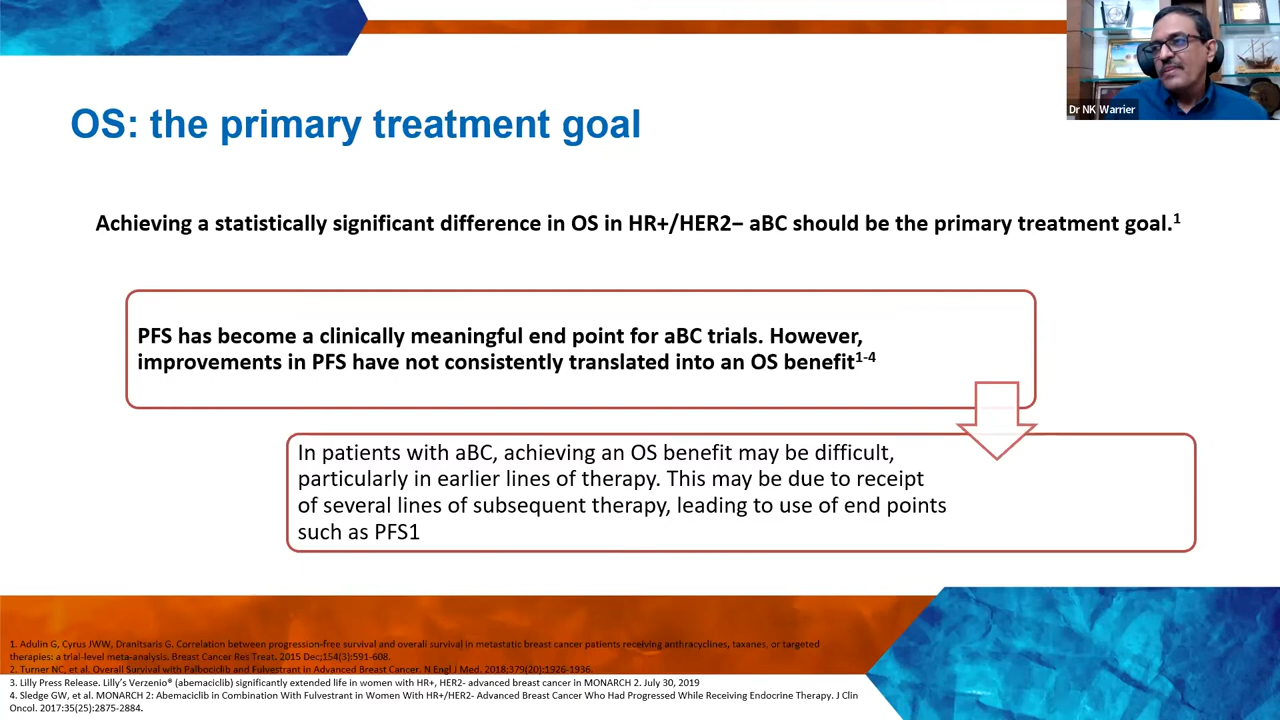 Dr NK Warrier
OS: the primary treatment goal
Achieving a statistically significant difference in OS in HR+/HER2− aBC should be the primary treatment goal.1
PFS has become a clinically meaningful end point for aBC trials. However,
improvements in PFS have not consistently translated into an OS benefit1-4
In patients with aBC, achieving an OS benefit may be difficult,
particularly in earlier lines of therapy. This may be due to receipt
of several lines of subsequent therapy, leading to use of end points
such as PFS1
1. Adulin G, Cyrus JWW, Dranitsaris G. Correlation between progression-free survival and overall survival in metastatic breast cancer patients receiving anthracyclines, taxanes, or targeted
therapies: a trial-level meta-analysis. Breast Cancer Res Treat. 2015 Dec;154(3):591-608.
2. Turner NC, et al. Overall Survival with Palbociclib and Fulvestrant in Advanced Breast Cancer. N Engl J Med. 2018;379(20):1926-1936.
3. Lilly Press Release. Lilly's Verzenio® (abemaciclib) significantly extended life in women with HR+, HER2- advanced breast cancer in MONARCH 2. July 30, 2019
4. Sledge GW, et al. MONARCH 2: Abemaciclib in Combination With Fulvestrant in Women With HR+/HER2- Advanced Breast Cancer Who Had Progressed While Receiving Endocrine Therapy. J Clin
Oncol. 2017:35(25):2875-2884.